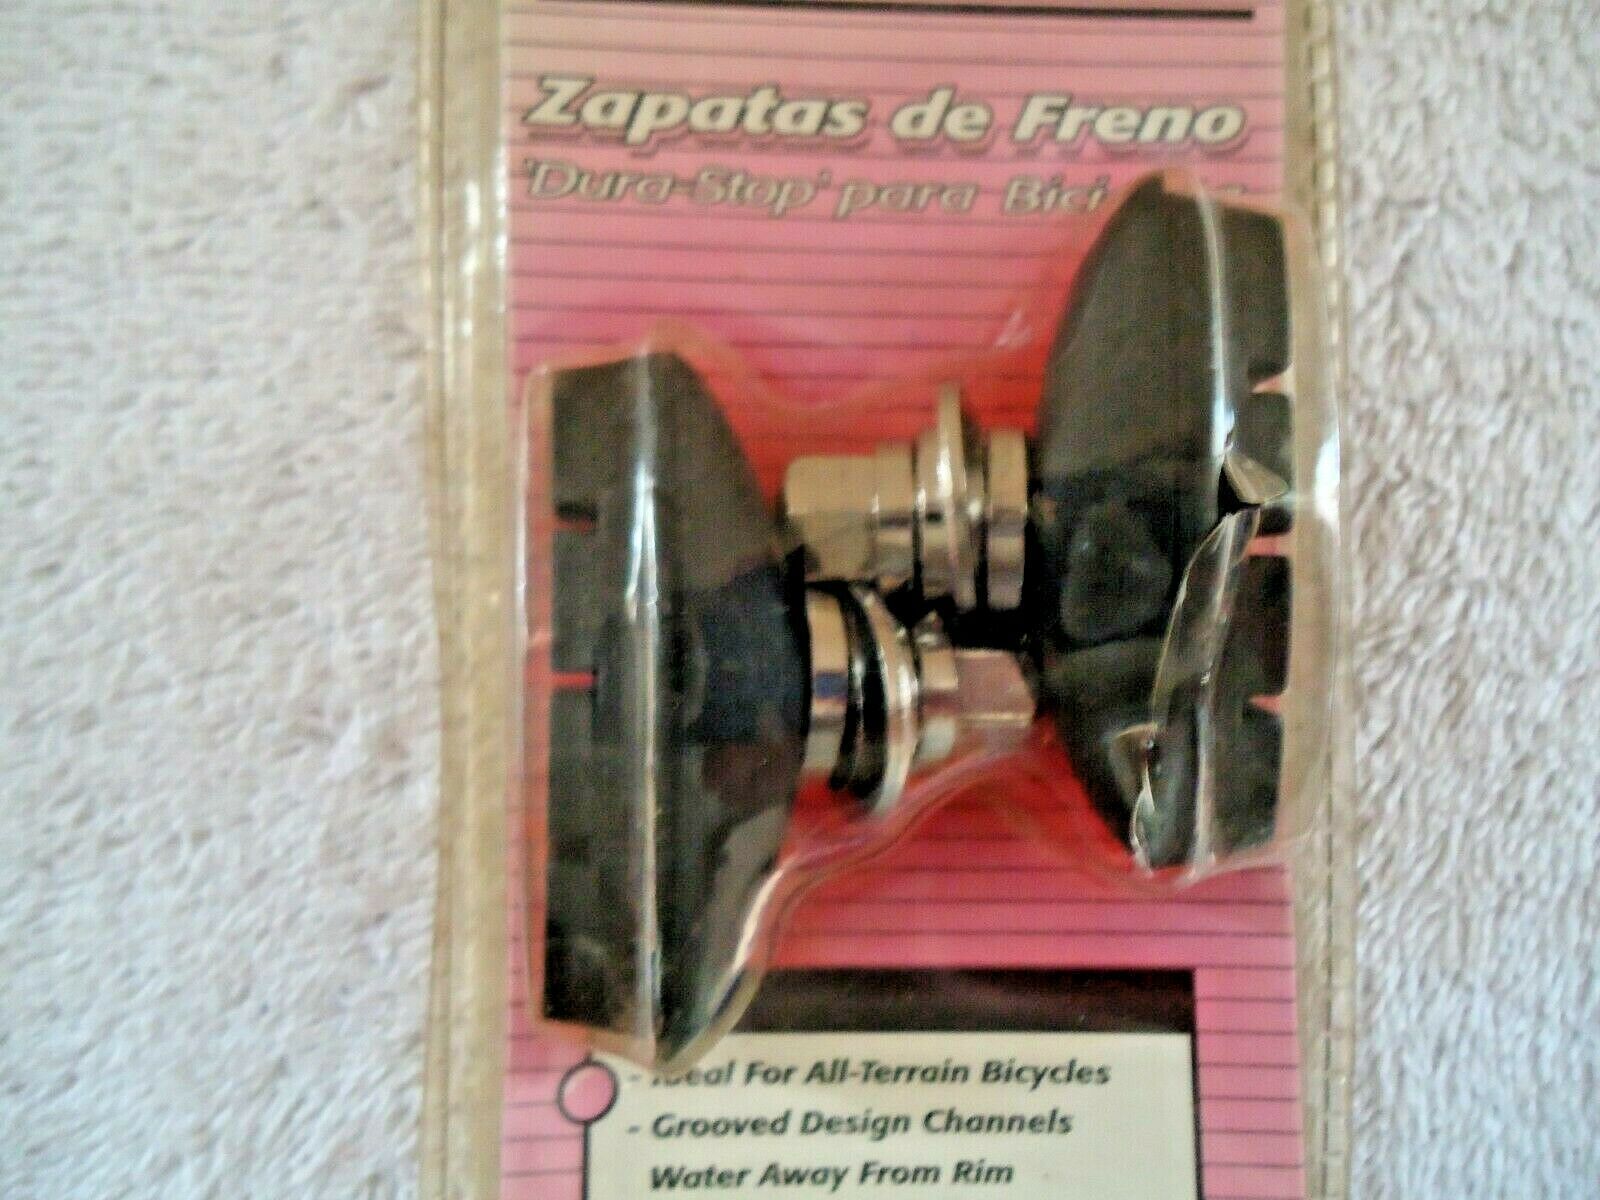 Zapatas de Freno
'Dura-Stop' para
- Ideal For All-Terrain Bicycles
- Grooved Design Channels
Water Away From Rim